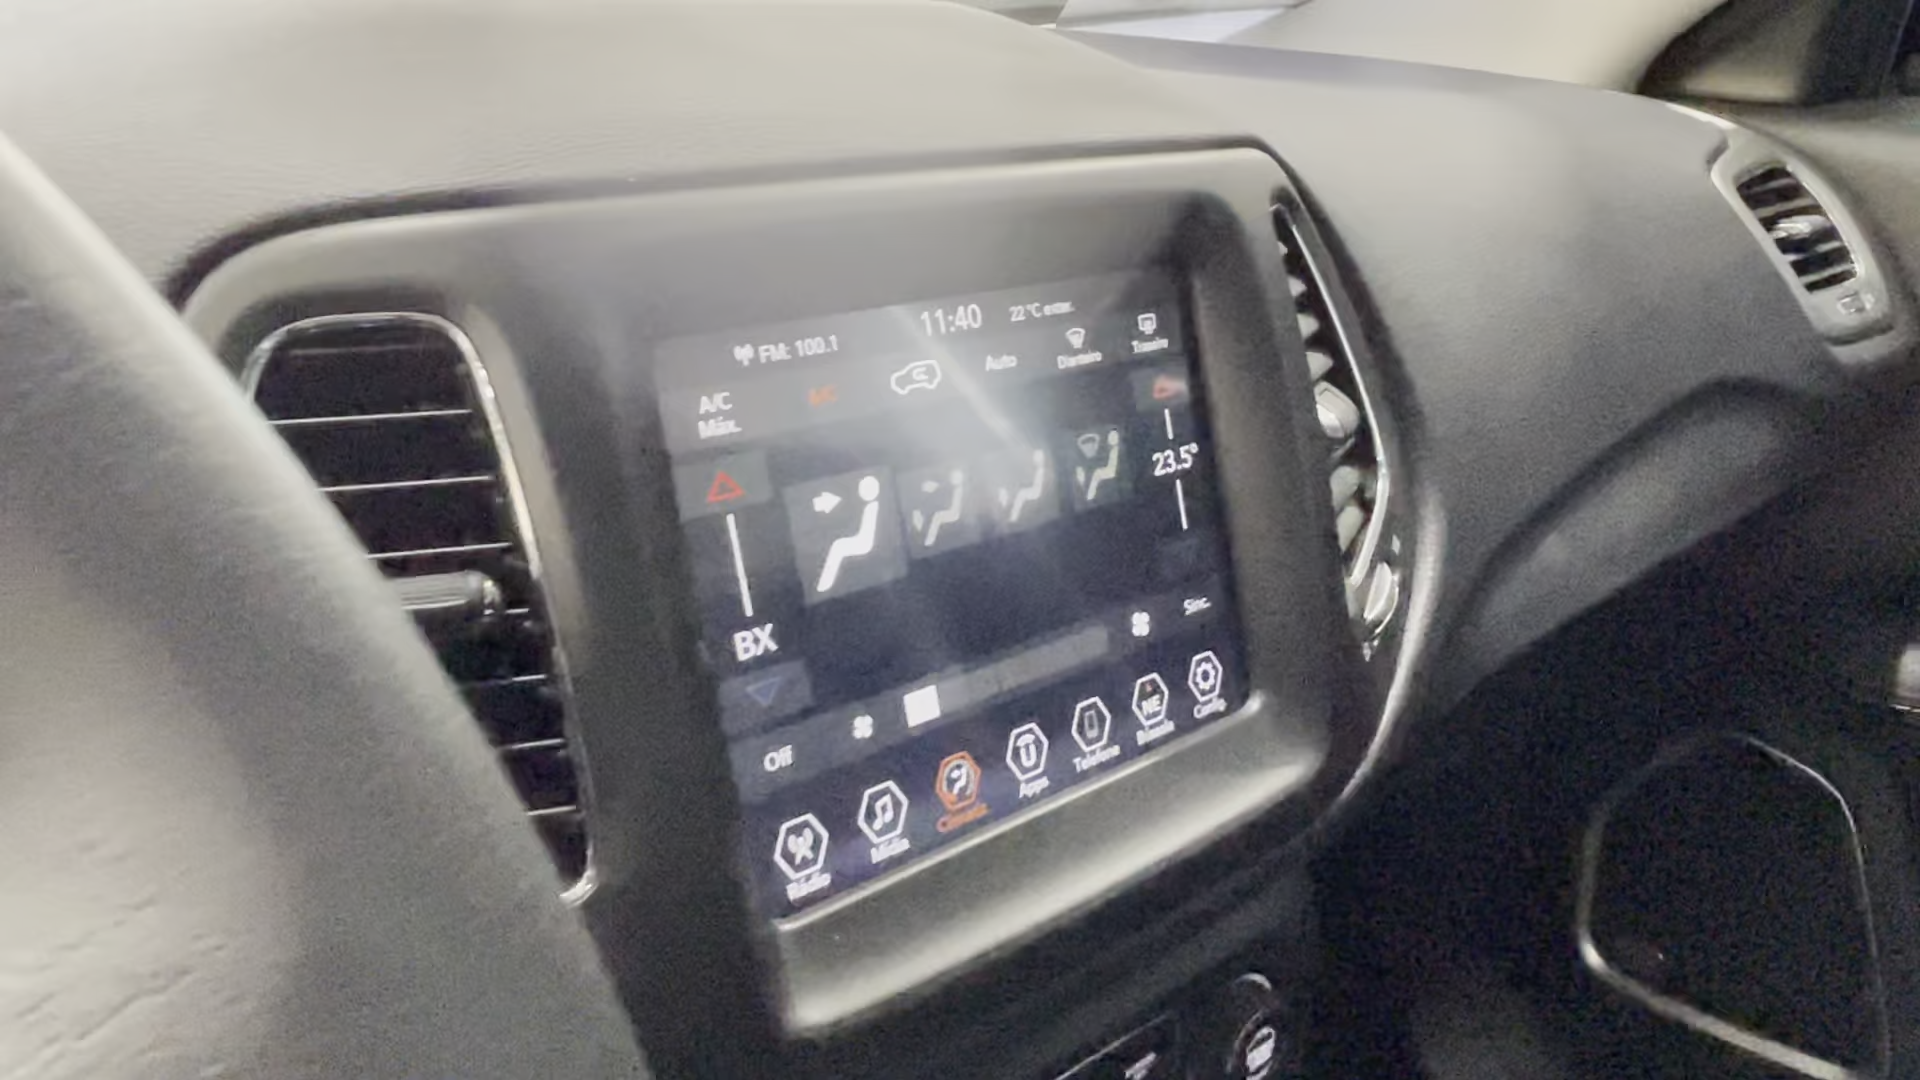 FM: 100.1
11:40
22 °C exter.
A/C
Máx.
A/C
Auto
Dianteiro
Traseiro
23.5°
BX
Sinc.
Off
Rádio
Mídia
Climate
Apps
Telefone
NE
Bússola
Config